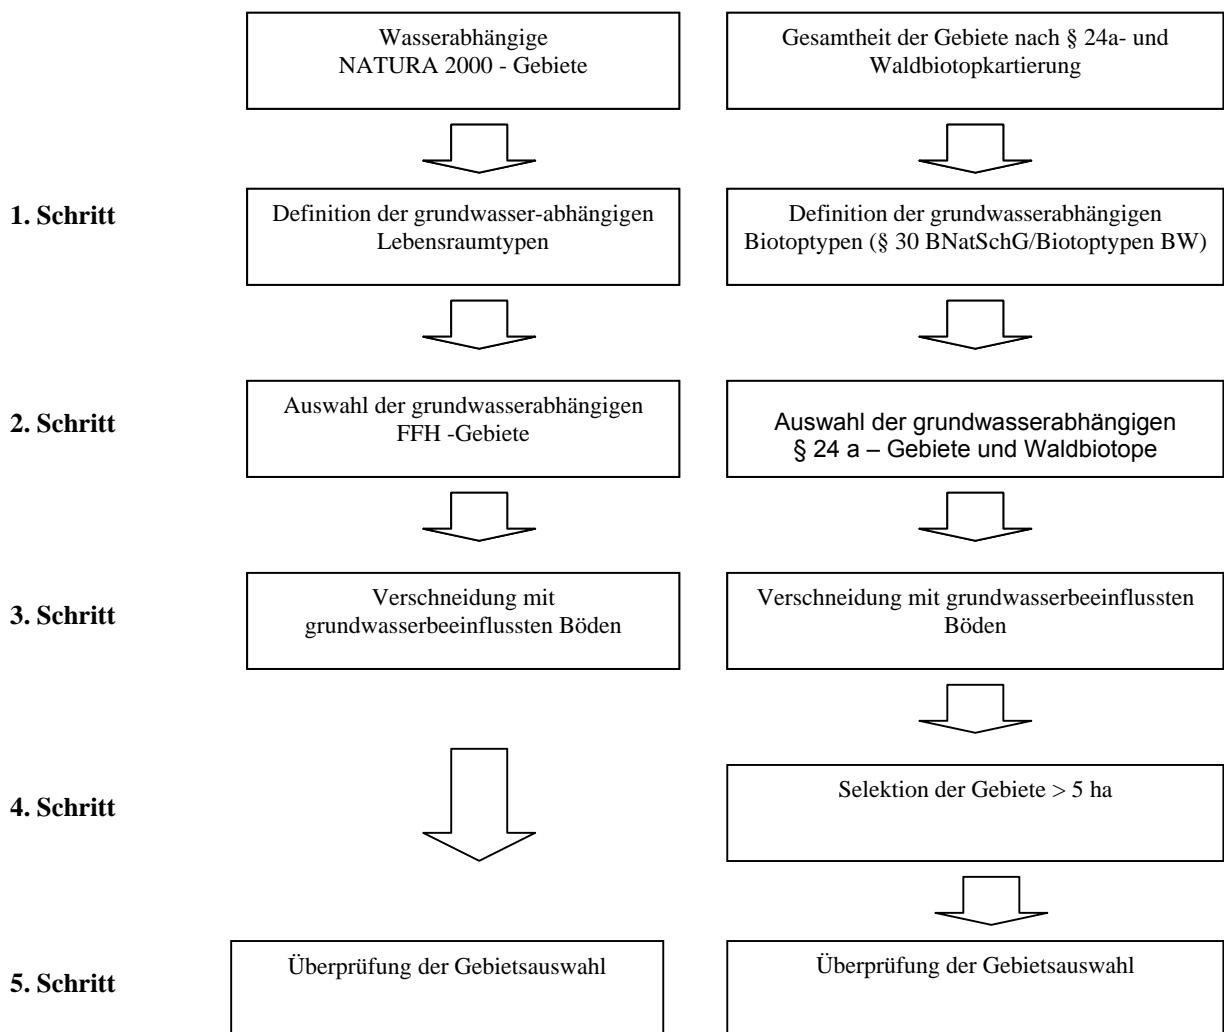 Wasserabhängige
NATURA 2000 - Gebiete
Gesamtheit der Gebiete nach § 24a- und
Waldbiotopkartierung
1. Schritt
Definition der grundwasser-abhängigen
Lebensraumtypen
Definition der grundwasserabhängigen
Biotoptypen (§ 30 BNatSchG/Biotoptypen BW)
2. Schritt
Auswahl der grundwasserabhängigen
FFH -Gebiete
Auswahl der grundwasserabhängigen
§ 24 a – Gebiete und Waldbiotope
3. Schritt
Verschneidung mit
grundwasserbeeinflussten Böden
Verschneidung mit grundwasserbeeinflussten
Böden
4. Schritt
Selektion der Gebiete > 5 ha
5. Schritt
Überprüfung der Gebietsauswahl
Überprüfung der Gebietsauswahl